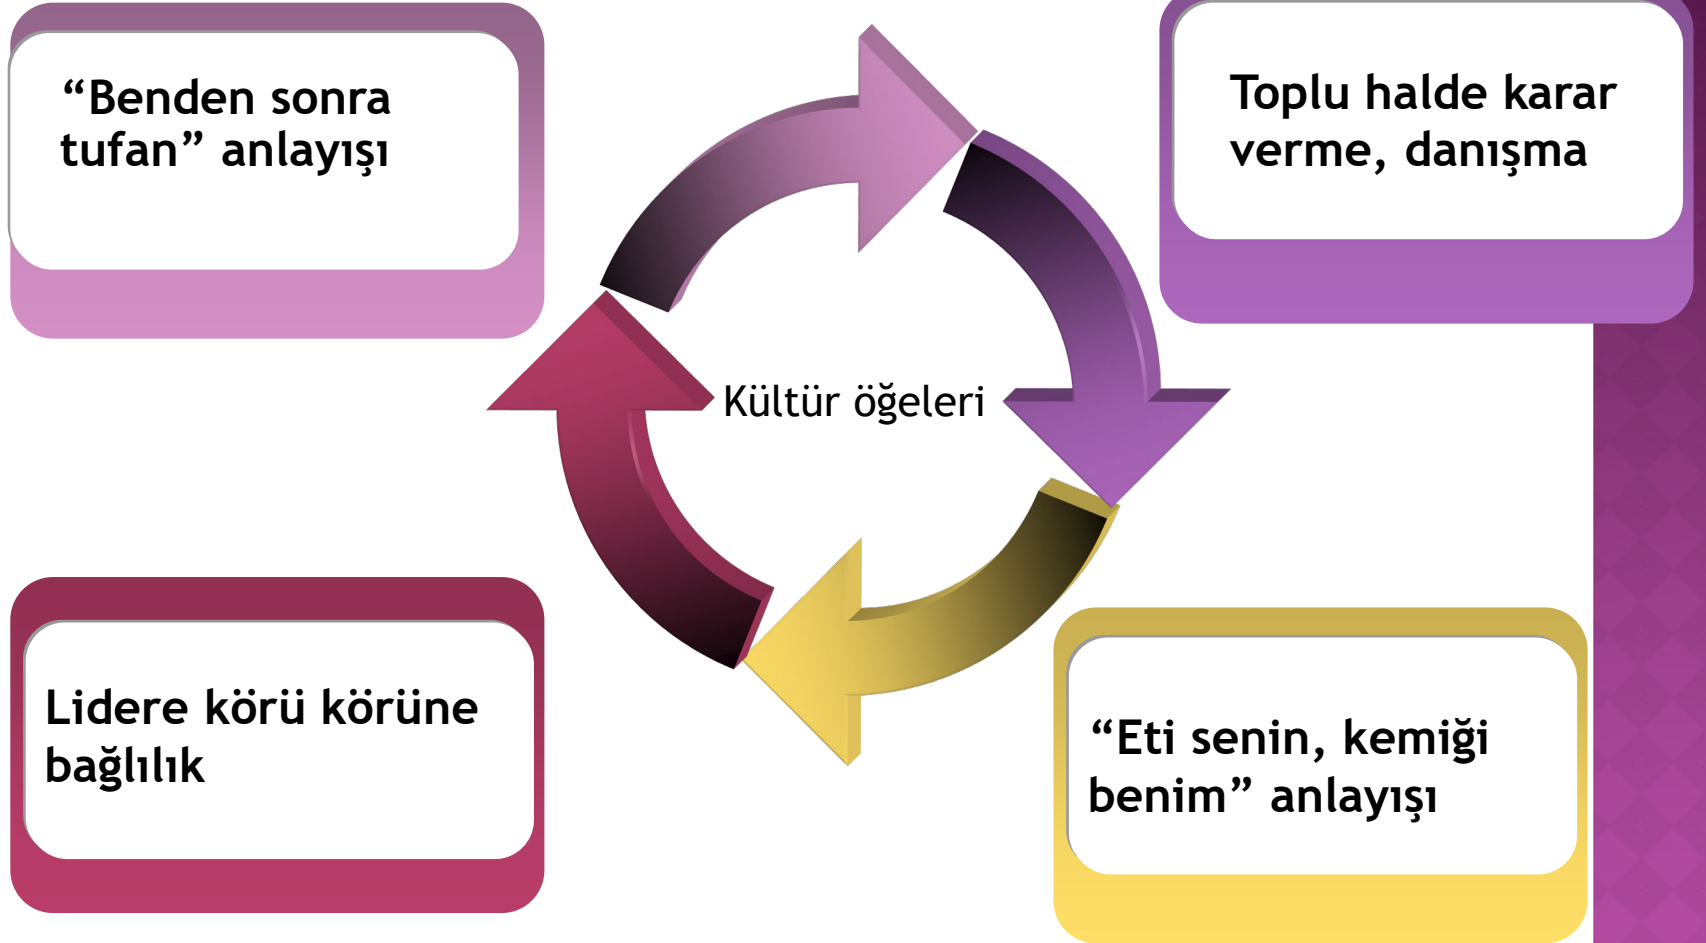 “Benden sonra
tufan” anlayışı
Toplu halde karar
verme, danışma
Kültür öğeleri
Lidere körü körüne
bağlılık
“Eti senin, kemiği
benim” anlayışı